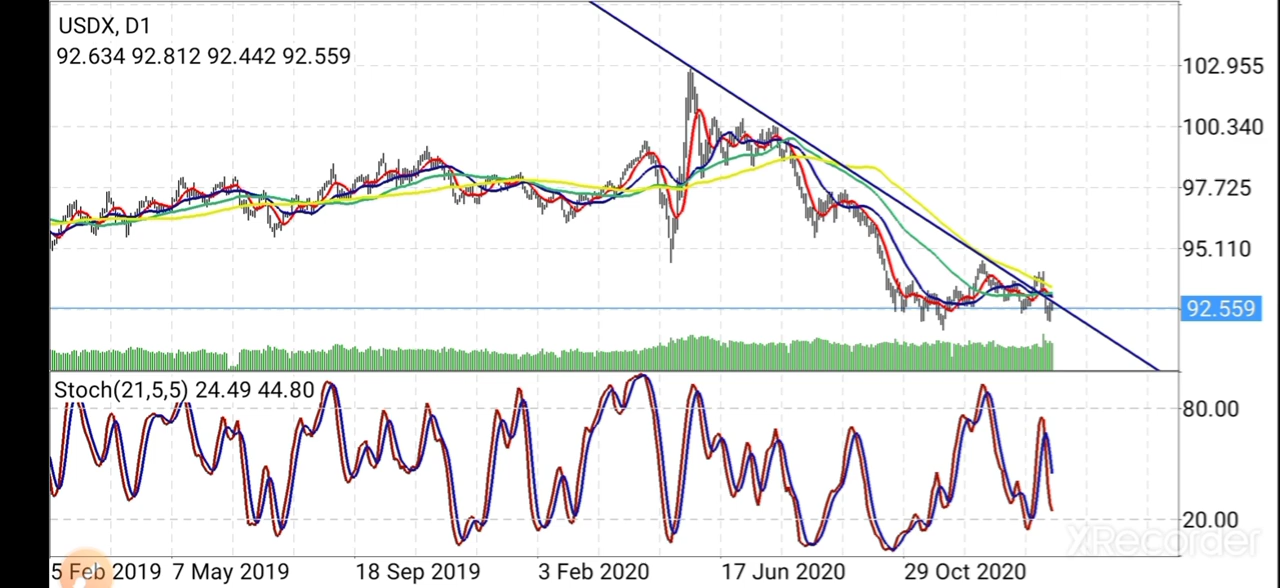 USDX, D1
92.634 92.812 92.442 92.559
102.955
100.340
97.725
95.110
92.559
Stoch(21,5,5) 24.49 44.80
80.00
20.00
XRecorder
5 Feb 2019 7 May 2019 18 Sep 2019 3 Feb 2020 17 Jun 2020 29 Oct 2020